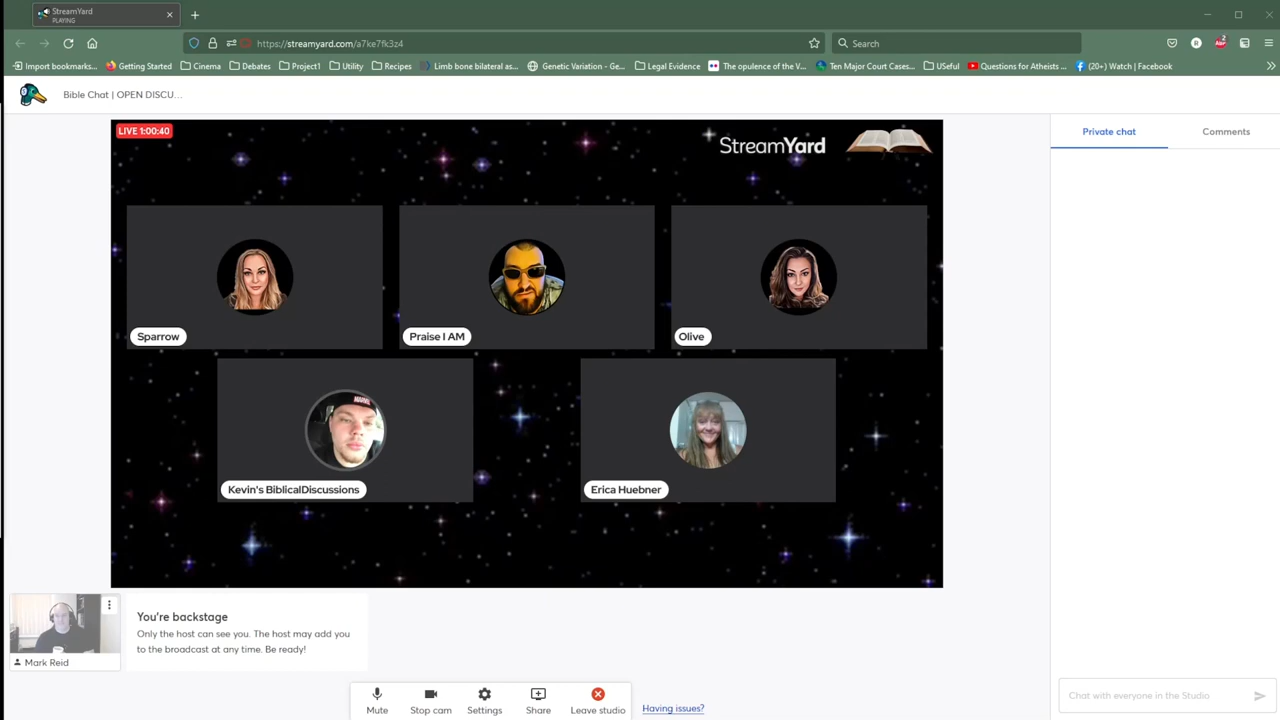 StreamYard
PLAYING
https://streamyard.com/a7ke7fk3z4
Search
Import bookmarks...
Getting Started
Cinema
Debates
Project1
Utility
Recipes
Limb bone bilateral as...
Genetic Variation - Ge...
Legal Evidence
The opulence of the V...
Ten Major Court Cases...
USeful
Questions for Atheists ...
(20+) Watch | Facebook
Bible Chat | OPEN DISCU...
Private chat
Comments
LIVE 1:00:40
StreamYard
Sparrow
Praise I AM
Olive
MARVEL
Kevin's BiblicalDiscussions
Erica Huebner
You're backstage
Only the host can see you. The host may add you
to the broadcast at any time. Be ready!
Mark Reid
Mute
Stop cam
Settings
Share
Leave studio
Having issues?
Chat with everyone in the Studio